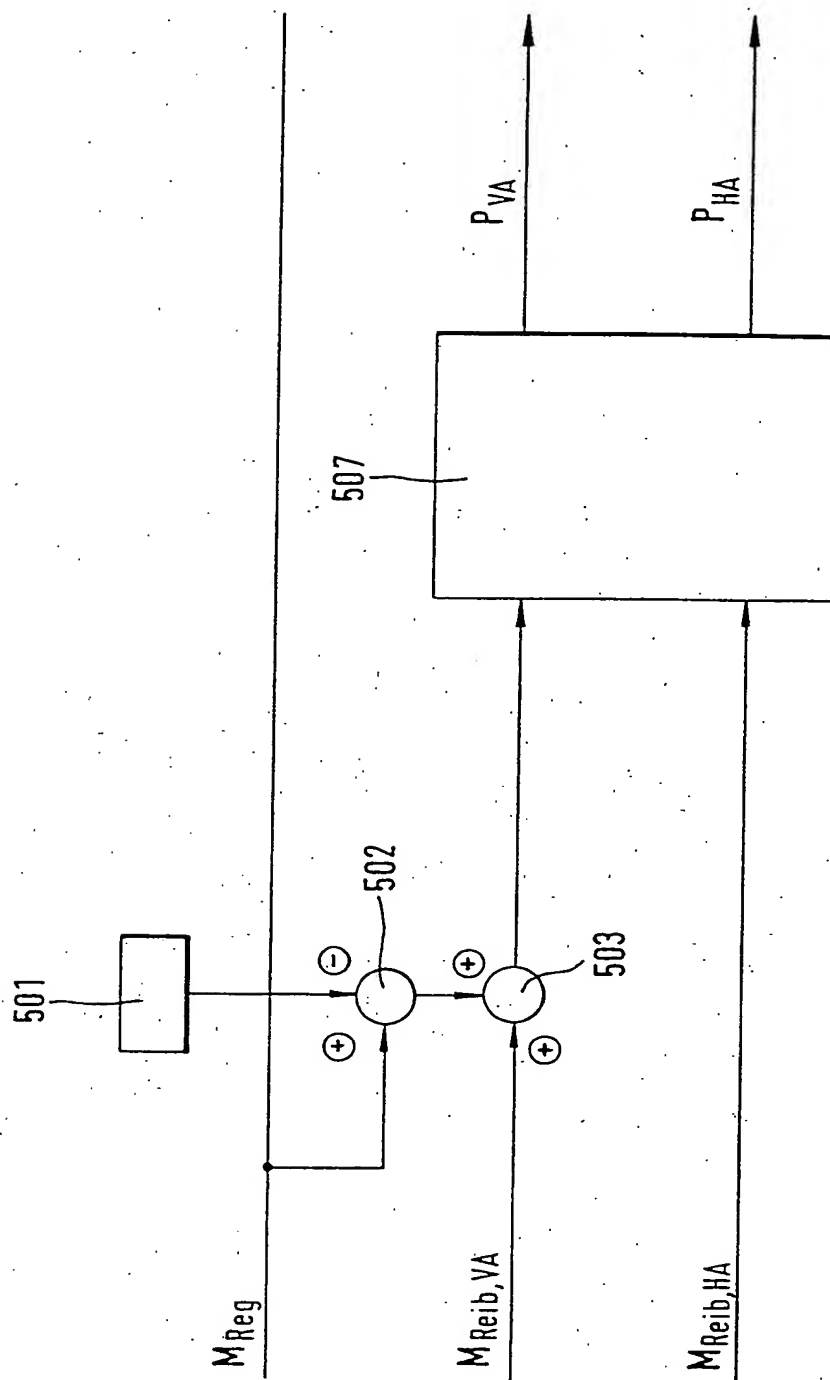 501
M_Reg
⊖
⊕
502
⊕
M_Reib,VA
⊕
503
507
P_VA
M_Reib,HA
P_HA